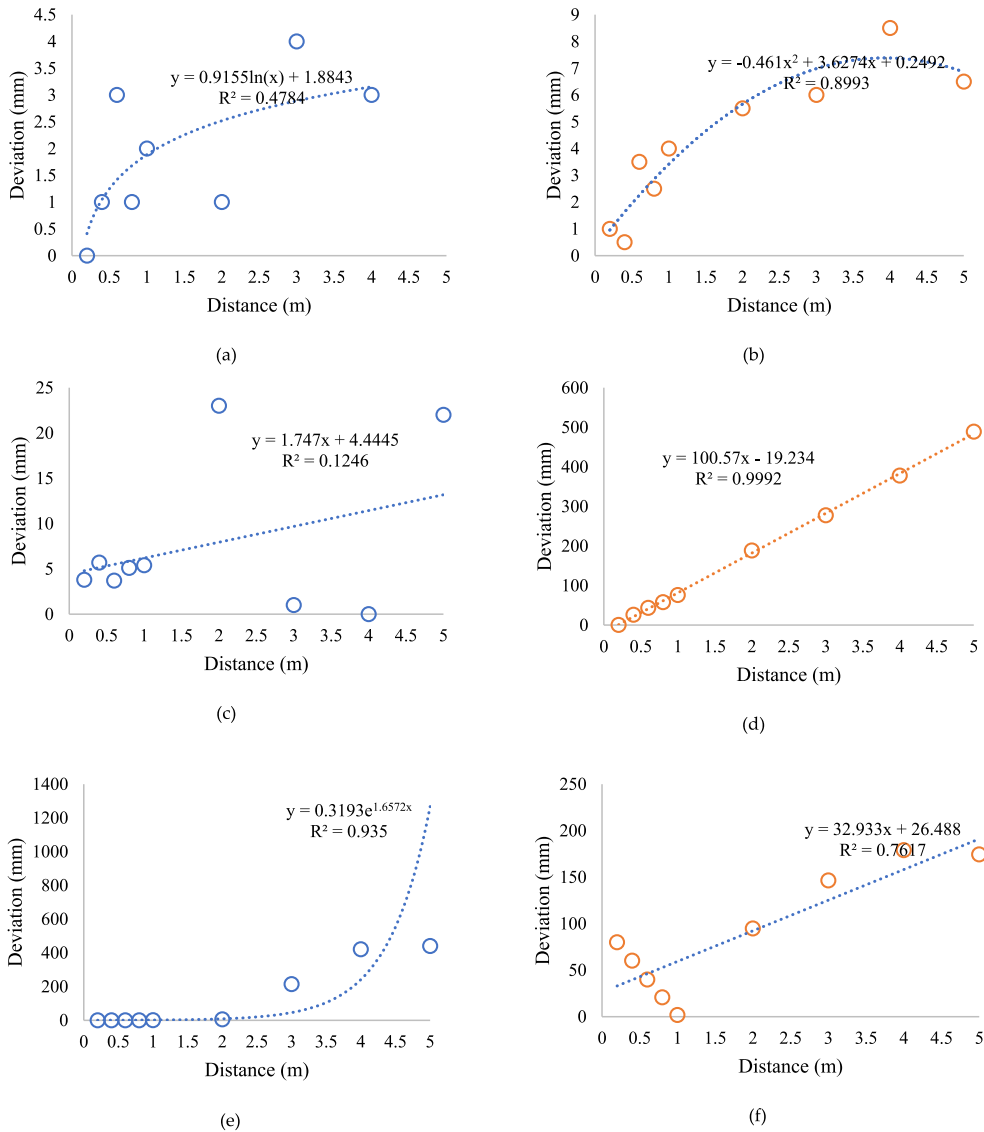 4.5
4
3.5
3
2.5
2
1.5
1
0.5
0
Deviation (mm)
y = 0.9155ln(x) + 1.8843
R² = 0.4784
0 0.5 1 1.5 2 2.5 3 3.5 4 4.5 5
Distance (m)
(a)
9
8
7
6
5
4
3
2
1
0
Deviation (mm)
y = -0.461x² + 3.6274x + 0.2492
R² = 0.8993
0 0.5 1 1.5 2 2.5 3 3.5 4 4.5 5
Distance (m)
(b)
25
20
15
10
5
0
Deviation (mm)
y = 1.747x + 4.4445
R² = 0.1246
0 0.5 1 1.5 2 2.5 3 3.5 4 4.5 5
Distance (m)
(c)
600
500
400
300
200
100
0
Deviation (mm)
y = 100.57x - 19.234
R² = 0.9992
0 0.5 1 1.5 2 2.5 3 3.5 4 4.5 5
Distance (m)
(d)
1400
1200
1000
800
600
400
200
0
Deviation (mm)
y = 0.3193e^1.6572x
R² = 0.935
0 0.5 1 1.5 2 2.5 3 3.5 4 4.5 5
Distance (m)
(e)
250
200
150
100
50
0
Deviation (mm)
y = 32.933x + 26.488
R² = 0.7617
0 0.5 1 1.5 2 2.5 3 3.5 4 4.5 5
Distance (m)
(f)